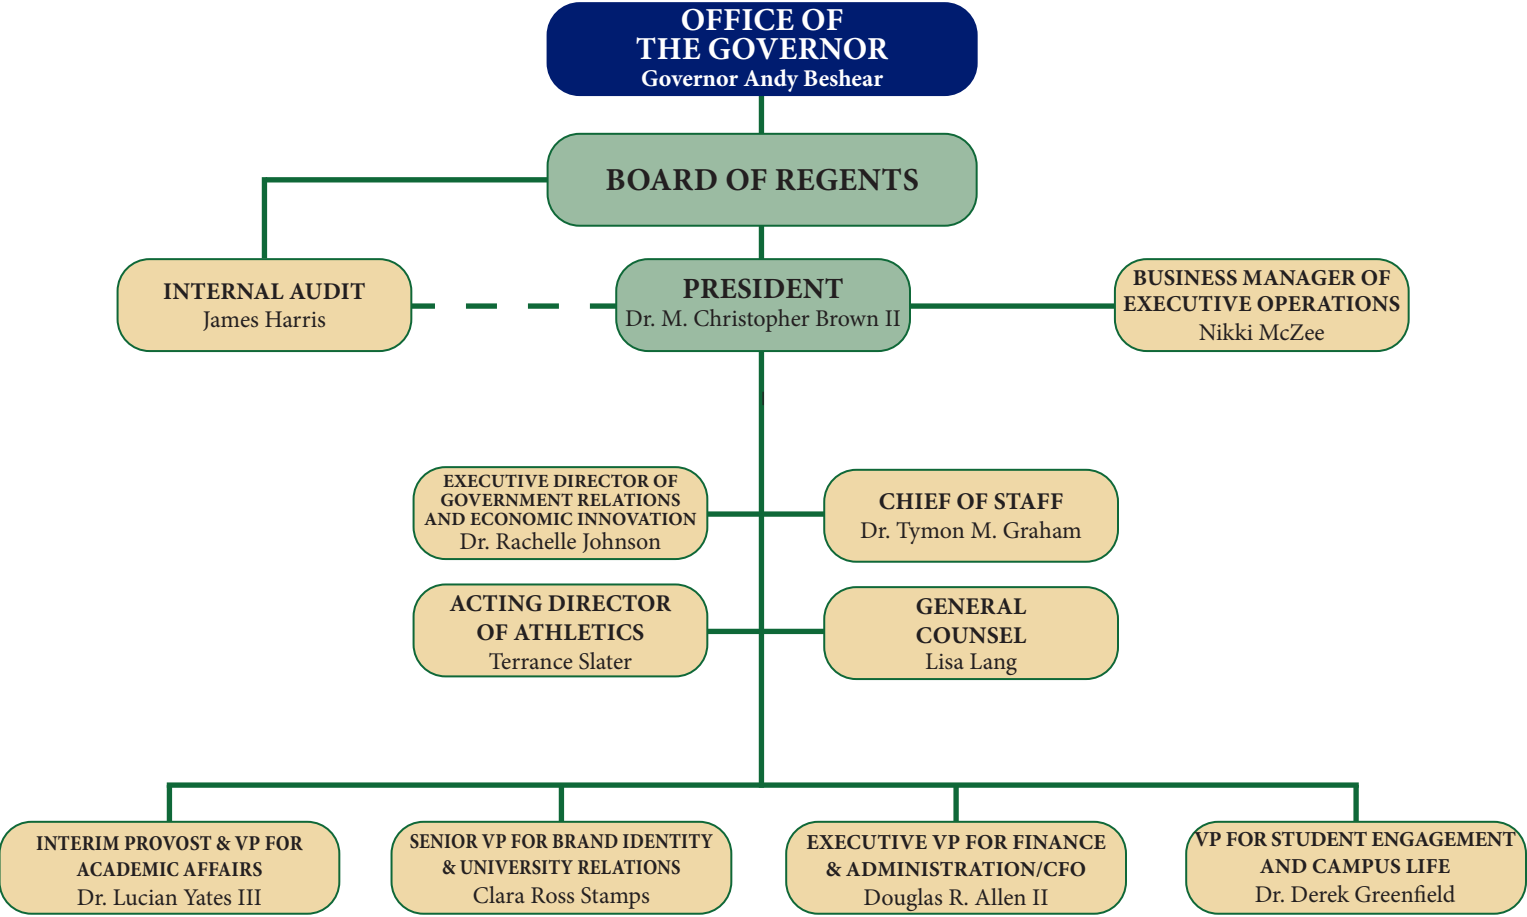 OFFICE OF
THE GOVERNOR
Governor Andy Beshear
BOARD OF REGENTS
INTERNAL AUDIT
James Harris
PRESIDENT
Dr. M. Christopher Brown II
BUSINESS MANAGER OF
EXECUTIVE OPERATIONS
Nikki McZee
EXECUTIVE DIRECTOR OF
GOVERNMENT RELATIONS
AND ECONOMIC INNOVATION
Dr. Rachelle Johnson
CHIEF OF STAFF
Dr. Tymon M. Graham
ACTING DIRECTOR
OF ATHLETICS
Terrance Slater
GENERAL
COUNSEL
Lisa Lang
INTERIM PROVOST & VP FOR
ACADEMIC AFFAIRS
Dr. Lucian Yates III
SENIOR VP FOR BRAND IDENTITY
& UNIVERSITY RELATIONS
Clara Ross Stamps
EXECUTIVE VP FOR FINANCE
& ADMINISTRATION/CFO
Douglas R. Allen II
VP FOR STUDENT ENGAGEMENT
AND CAMPUS LIFE
Dr. Derek Greenfield